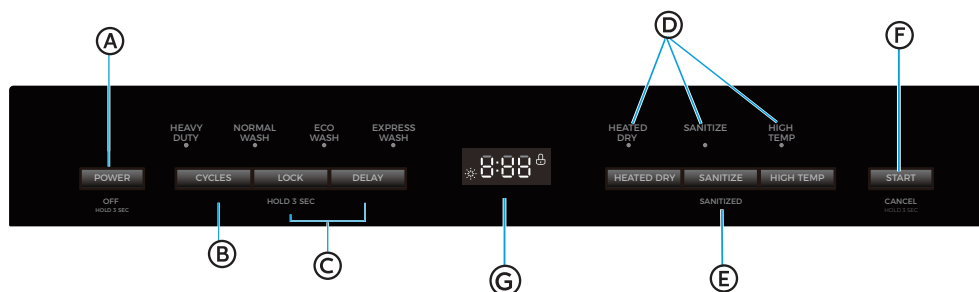 A
D
F
HEAVY
DUTY
NORMAL
WASH
ECO
WASH
EXPRESS
WASH
HEATED
DRY
SANITIZE
HIGH
TEMP
8:88
POWER
CYCLES
LOCK
DELAY
HEATED DRY
SANITIZE
HIGH TEMP
START
OFF
HOLD 3 SEC
HOLD 3 SEC
SANITIZED
CANCEL
HOLD 3 SEC
B
C
G
E